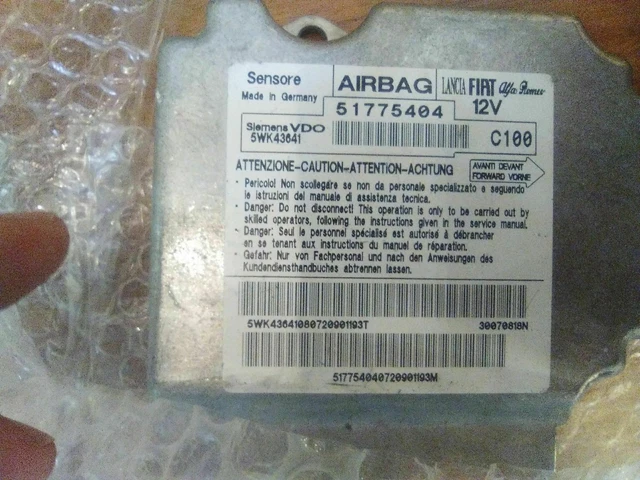 Sensore AIRBAG LANCIA FIAT Alfa Romeo
Made in Germany 51775404 12V
Siemens VDO
5WK43641 C100
ATTENZIONE-CAUTION-ATTENTION-ACHTUNG
AVANTI DEVANT
FORWARD VORNE
· Pericolo! Non scollegare se non da personale specializzato e seguendo
le istruzioni del manuale di assistenza tecnica.
· Danger: Do not disconnect! This operation is only to be carried out by
skilled operators, following the instructions given in the service manual.
· Danger: Seul le personnel spécialisé est autorisé à débrancher
en se tenant aux instructions du manuel de réparation.
· Gefahr: Nur von Fachpersonal und nach den Anweisungen des
Kundendiensthandbuches abtrennen lassen.
5WK43641080720901193T 30070818N
517754040720901193M